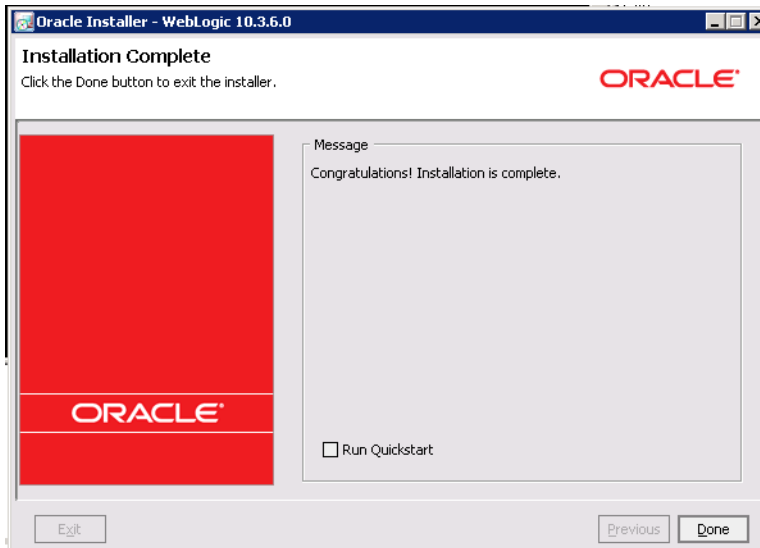 Oracle Installer - WebLogic 10.3.6.0
Installation Complete
Click the Done button to exit the installer.
ORACLE
Message
Congratulations! Installation is complete.
ORACLE
Run Quickstart
Exit
Previous
Done